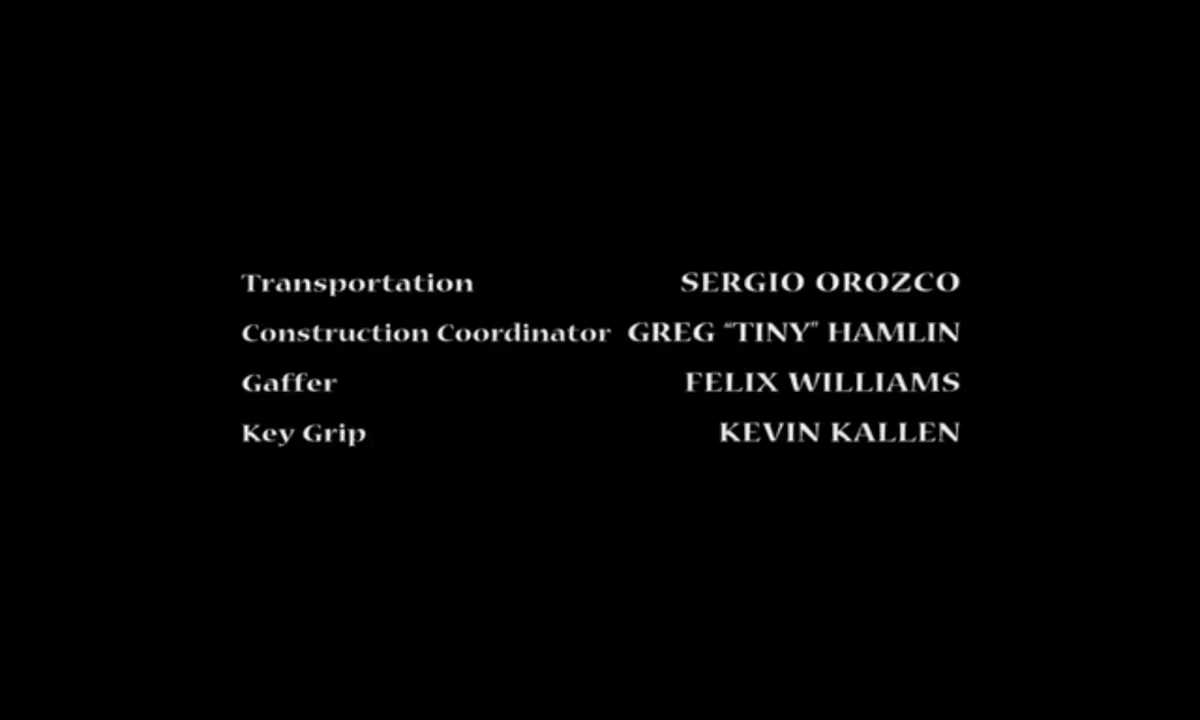 Transportation SERGIO OROZCO
Construction Coordinator GREG “TINY” HAMLIN
Gaffer FELIX WILLIAMS
Key Grip KEVIN KALLEN